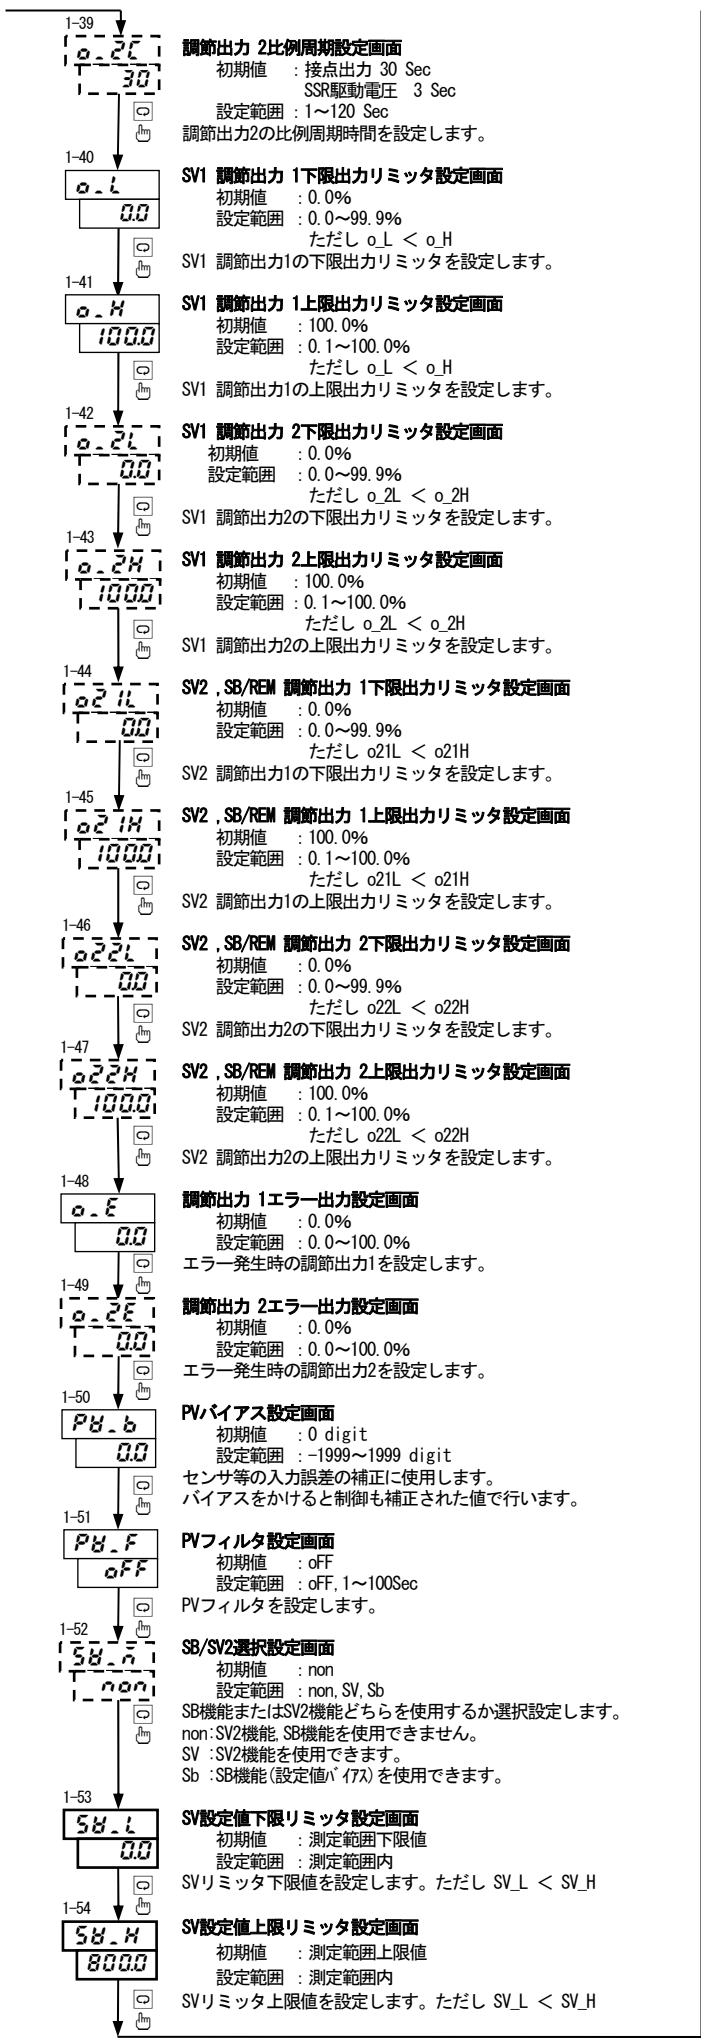 1-39
o_2C
30
調節出力 2比例周期設定画面
初期値 :接点出力 30 Sec
SSR駆動電圧 3 Sec
設定範囲 :1～120 Sec
調節出力2の比例周期時間を設定します。
1-40
o_L
0.0
SV1 調節出力 1下限出力リミッタ設定画面
初期値 :0.0%
設定範囲 :0.0～99.9%
ただし o_L < o_H
SV1 調節出力1の下限出力リミッタを設定します。
1-41
o_H
100.0
SV1 調節出力 1上限出力リミッタ設定画面
初期値 :100.0%
設定範囲 :0.1～100.0%
ただし o_L < o_H
SV1 調節出力1の上限出力リミッタを設定します。
1-42
o_2L
0.0
SV1 調節出力 2下限出力リミッタ設定画面
初期値 :0.0%
設定範囲 :0.0～99.9%
ただし o_2L < o_2H
SV1 調節出力2の下限出力リミッタを設定します。
1-43
o_2H
100.0
SV1 調節出力 2上限出力リミッタ設定画面
初期値 :100.0%
設定範囲 :0.1～100.0%
ただし o_2L < o_2H
SV1 調節出力2の上限出力リミッタを設定します。
1-44
o21L
0.0
SV2 ,SB/REM 調節出力 1下限出力リミッタ設定画面
初期値 :0.0%
設定範囲 :0.0～99.9%
ただし o21L < o21H
SV2 調節出力1の下限出力リミッタを設定します。
1-45
o21H
100.0
SV2 ,SB/REM 調節出力 1上限出力リミッタ設定画面
初期値 :100.0%
設定範囲 :0.1～100.0%
ただし o21L < o21H
SV2 調節出力1の上限出力リミッタを設定します。
1-46
o22L
0.0
SV2 ,SB/REM 調節出力 2下限出力リミッタ設定画面
初期値 :0.0%
設定範囲 :0.0～99.9%
ただし o22L < o22H
SV2 調節出力2の下限出力リミッタを設定します。
1-47
o22H
100.0
SV2 ,SB/REM 調節出力 2上限出力リミッタ設定画面
初期値 :100.0%
設定範囲 :0.1～100.0%
ただし o22L < o22H
SV2 調節出力2の上限出力リミッタを設定します。
1-48
o_E
0.0
調節出力 1エラー出力設定画面
初期値 :0.0%
設定範囲 :0.0～100.0%
エラー発生時の調節出力1を設定します。
1-49
o_2E
0.0
調節出力 2エラー出力設定画面
初期値 :0.0%
設定範囲 :0.0～100.0%
エラー発生時の調節出力2を設定します。
1-50
PV_b
0.0
PVバイアス設定画面
初期値 :0 digit
設定範囲 :-1999～1999 digit
センサ等の入力誤差の補正に使用します。
バイアスをかけると制御も補正された値で行います。
1-51
PV_F
oFF
PVフィルタ設定画面
初期値 :oFF
設定範囲 :oFF,1～100Sec
PVフィルタを設定します。
1-52
SV_m
non
SB/SV2選択設定画面
初期値 :non
設定範囲 :non,SV,Sb
SB機能またはSV2機能どちらを使用するか選択設定します。
non:SV2機能,SB機能を使用できません。
SV :SV2機能を使用できます。
Sb :SB機能(設定値ﾊﾞｲｱｽ)を使用できます。
1-53
SV_L
0.0
SV設定値下限リミッタ設定画面
初期値 :測定範囲下限値
設定範囲 :測定範囲内
SVリミッタ下限値を設定します。ただし SV_L < SV_H
1-54
SV_H
800.0
SV設定値上限リミッタ設定画面
初期値 :測定範囲上限値
設定範囲 :測定範囲内
SVリミッタ上限値を設定します。ただし SV_L < SV_H